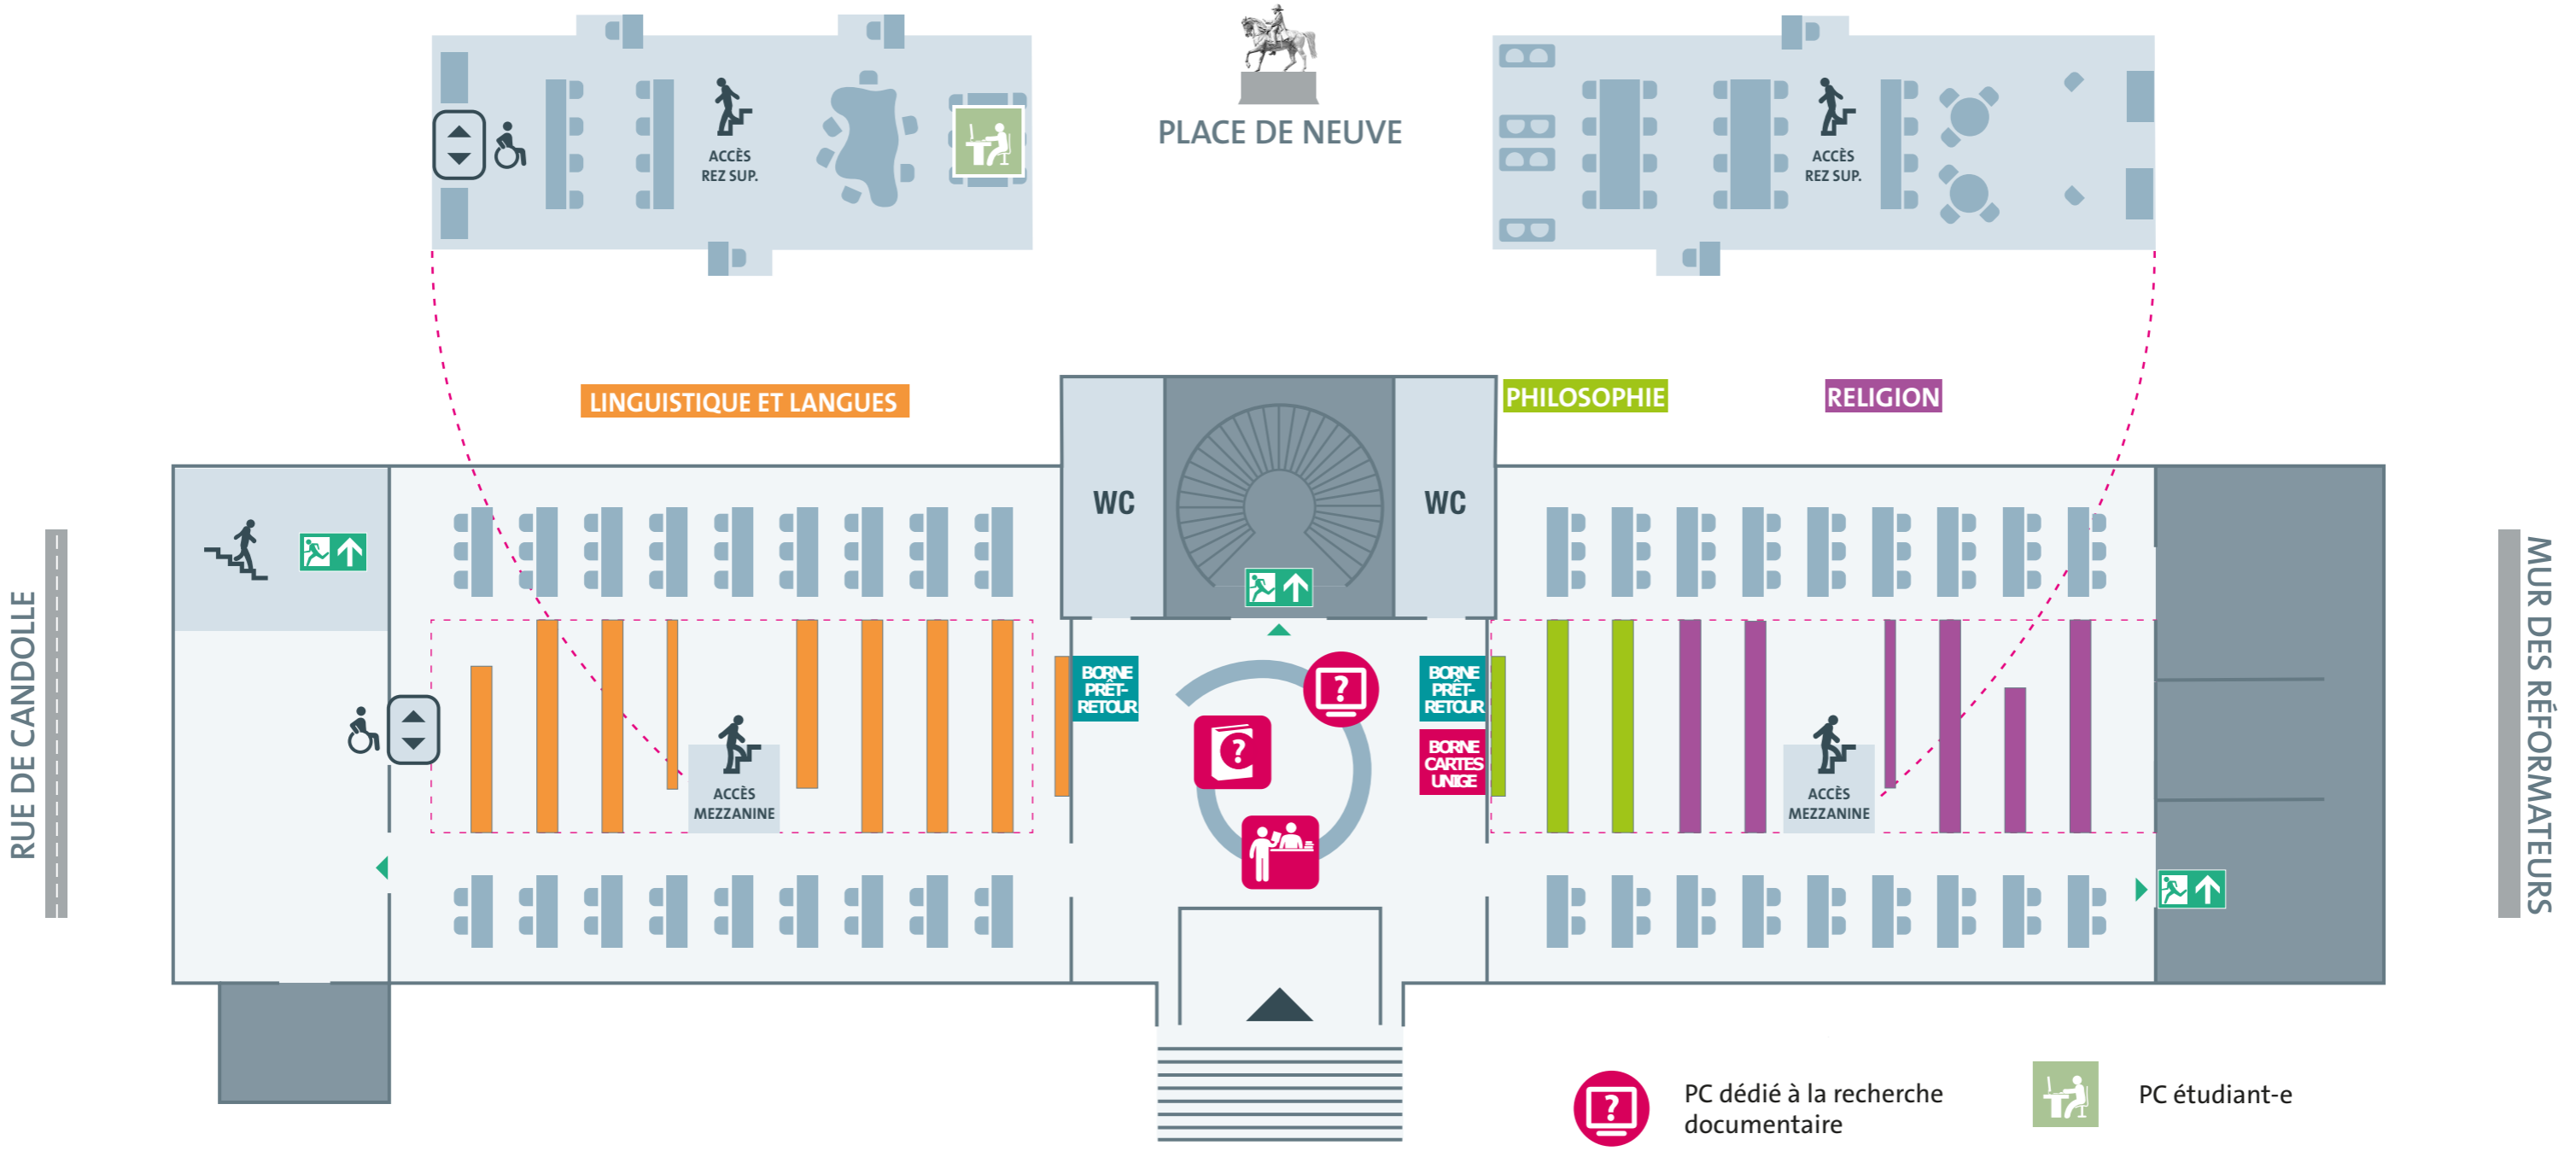 PLACE DE NEUVE
ACCÈS
REZ SUP.
ACCÈS
REZ SUP.
LINGUISTIQUE ET LANGUES
PHILOSOPHIE
RELIGION
WC
WC
RUE DE CANDOLLE
MUR DES RÉFORMATEURS
BORNE
PRÊT-
RETOUR
?
BORNE
PRÊT-
RETOUR
?
BORNE
CARTES
UNIGE
ACCÈS
MEZZANINE
ACCÈS
MEZZANINE
?
PC dédié à la recherche
documentaire
PC étudiant-e